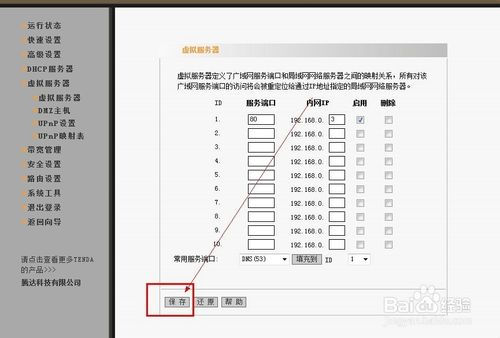 运行状态
快速设置
高级设置
DHCP服务器
虚拟服务器
虚拟服务器
DMZ主机
UPnP设置
UPnP映射表
带宽管理
安全设置
路由设置
系统工具
退出登录
返回向导
请点击查看更多TENDA
的产品>>>
腾达科技有限公司
虚拟服务器
虚拟服务器定义了广域网服务端口和局域网网络服务器之间的映射关系，所有对该
广域网服务端口的访问将会被重定位给通过IP地址指定的局域网网络服务器。
ID 服务端口 内网IP 启用 删除
1. 80 192.168.0. 3
2. 192.168.0.
3. 192.168.0.
4. 192.168.0.
5. 192.168.0.
6. 192.168.0.
7. 192.168.0.
8. 192.168.0.
9. 192.168.0.
10. 192.168.0.
常用服务端口: DNS(53) 填充到 ID 1
保存 还原 帮助
Baidu经验
jingyan.baidu.com